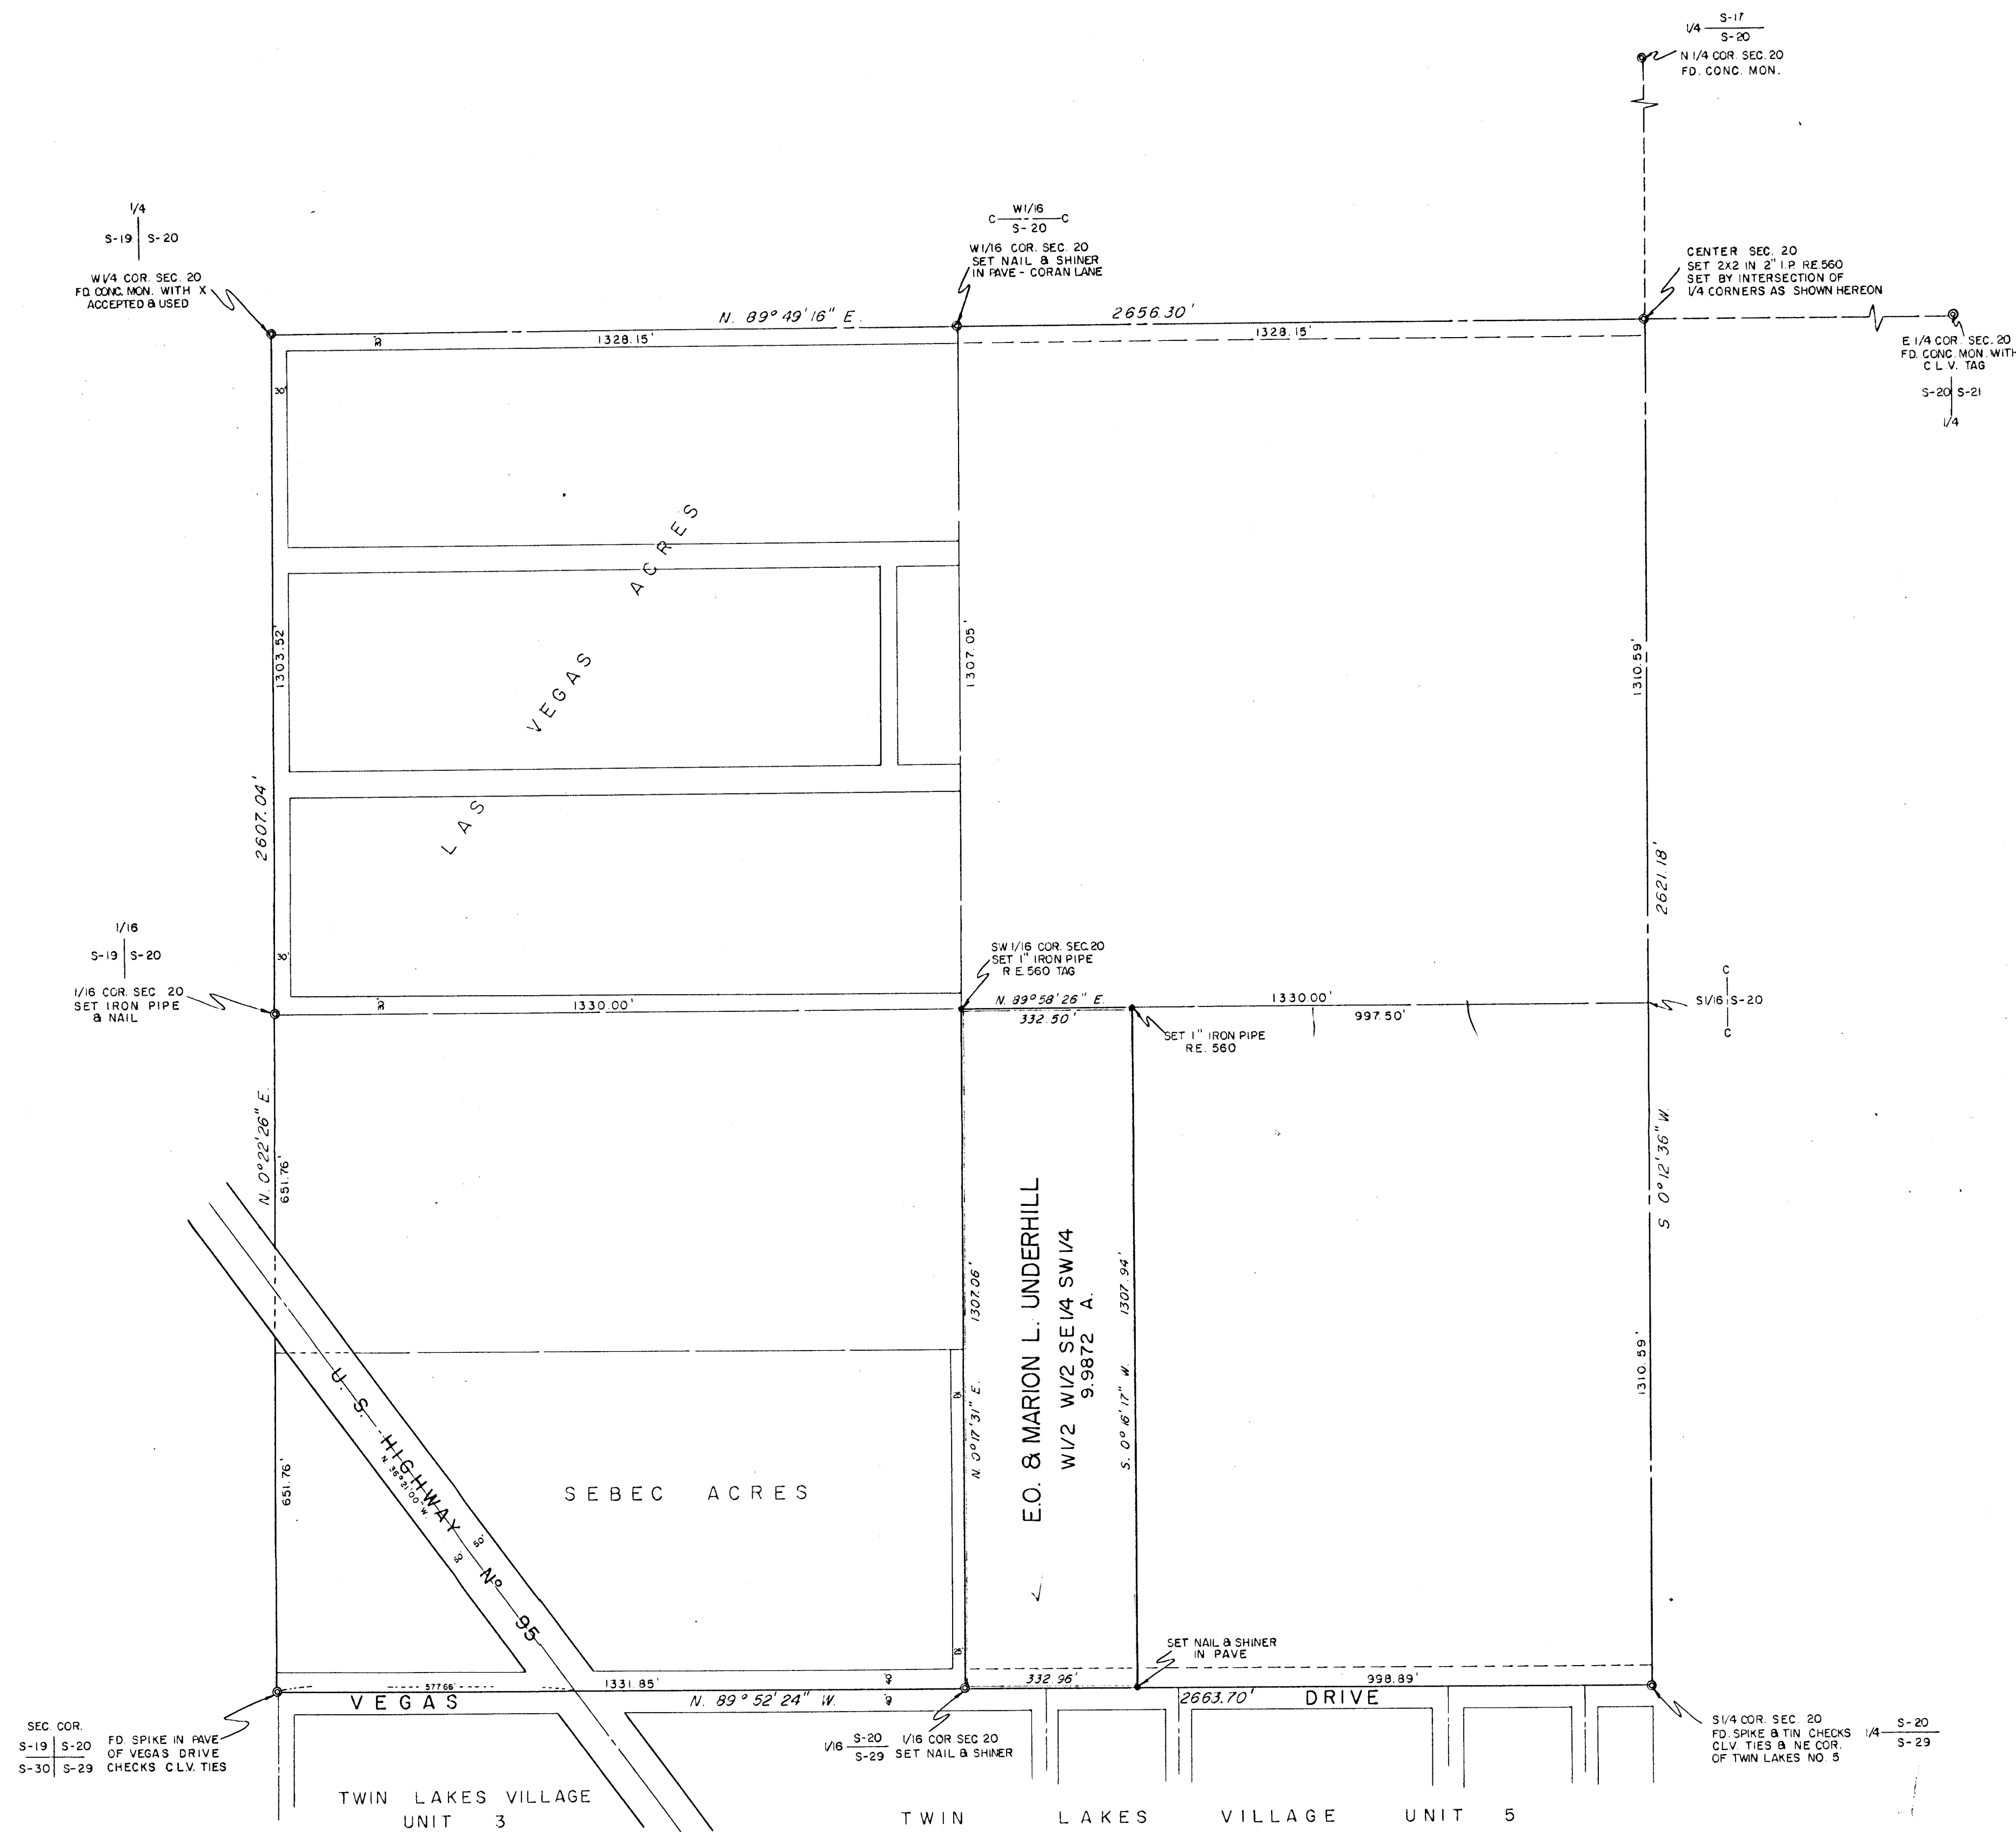 S-17
1/4
S-20
N 1/4 COR. SEC. 20
FD. CONC. MON.
1/4
S-19 S-20
W1/4 COR. SEC. 20
FD. CONC. MON. WITH X
ACCEPTED & USED
W1/16
C C
S-20
W1/16 COR. SEC. 20
SET NAIL & SHINER
IN PAVE - CORAN LANE
CENTER SEC. 20
SET 2X2 IN 2" I.P. R.E.560
SET BY INTERSECTION OF
1/4 CORNERS AS SHOWN HEREON
E 1/4 COR. SEC. 20
FD. CONC. MON. WITH
C.L.V. TAG
S-20 S-21
1/4
N. 89° 49' 16" E.
2656.30'
1328.15'
1328.15'
30'
LAS VEGAS ACRES
1303.52'
1307.05'
1310.59'
2607.04'
2621.18'
30'
1/16
S-19 S-20
1/16 COR. SEC. 20
SET IRON PIPE
& NAIL
SW 1/16 COR. SEC.20
SET 1" IRON PIPE
R.E.560 TAG
1330.00'
N. 89° 58' 26" E.
332.50'
1330.00'
997.50'
SET 1" IRON PIPE
R.E. 560
C
S1/16 S-20
C
N. 0° 22' 26" E.
651.76'
S. 0° 12' 36" W.
1307.06'
N. 0° 17' 31" E.
E.O. & MARION L. UNDERHILL
W1/2 W1/2 SE1/4 SW1/4
9.9872 A.
S. 0° 16' 17" W.
1307.94'
1310.59'
25'
25'
651.76'
U. S. HIGHWAY Nº 95
N. 36° 21' 00" W.
50'
50'
SEBEC ACRES
SET NAIL & SHINER
IN PAVE
577.66'
1331.85'
332.96'
998.89'
VEGAS
N. 89° 52' 24" W.
2663.70'
DRIVE
SEC. COR.
S-19 S-20
S-30 S-29
FD. SPIKE IN PAVE
OF VEGAS DRIVE
CHECKS C.L.V. TIES
S-20
1/16
S-29
1/16 COR. SEC 20
SET NAIL & SHINER
S1/4 COR. SEC. 20
FD. SPIKE & TIN CHECKS
CLV. TIES & NE COR.
OF TWIN LAKES NO. 5
S-20
1/4
S-29
TWIN LAKES VILLAGE
UNIT 3
TWIN LAKES VILLAGE UNIT 5